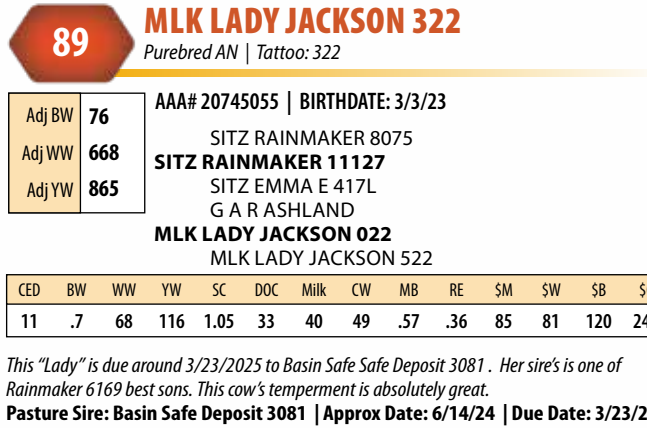 89
MLK LADY JACKSON 322
Purebred AN | Tattoo: 322
Adj BW 76
Adj WW 668
Adj YW 865
AAA# 20745055 | BIRTHDATE: 3/3/23
SITZ RAINMAKER 8075
SITZ RAINMAKER 11127
SITZ EMMA E 417L
G A R ASHLAND
MLK LADY JACKSON 022
MLK LADY JACKSON 522
CED BW WW YW SC DOC Milk CW MB RE $M $W $B
11 .7 68 116 1.05 33 40 49 .57 .36 85 81 120
This “Lady” is due around 3/23/2025 to Basin Safe Safe Deposit 3081 . Her sire's is one of
Rainmaker 6169 best sons. This cow's temperment is absolutely great.
Pasture Sire: Basin Safe Deposit 3081 | Approx Date: 6/14/24 | Due Date: 3/23/2